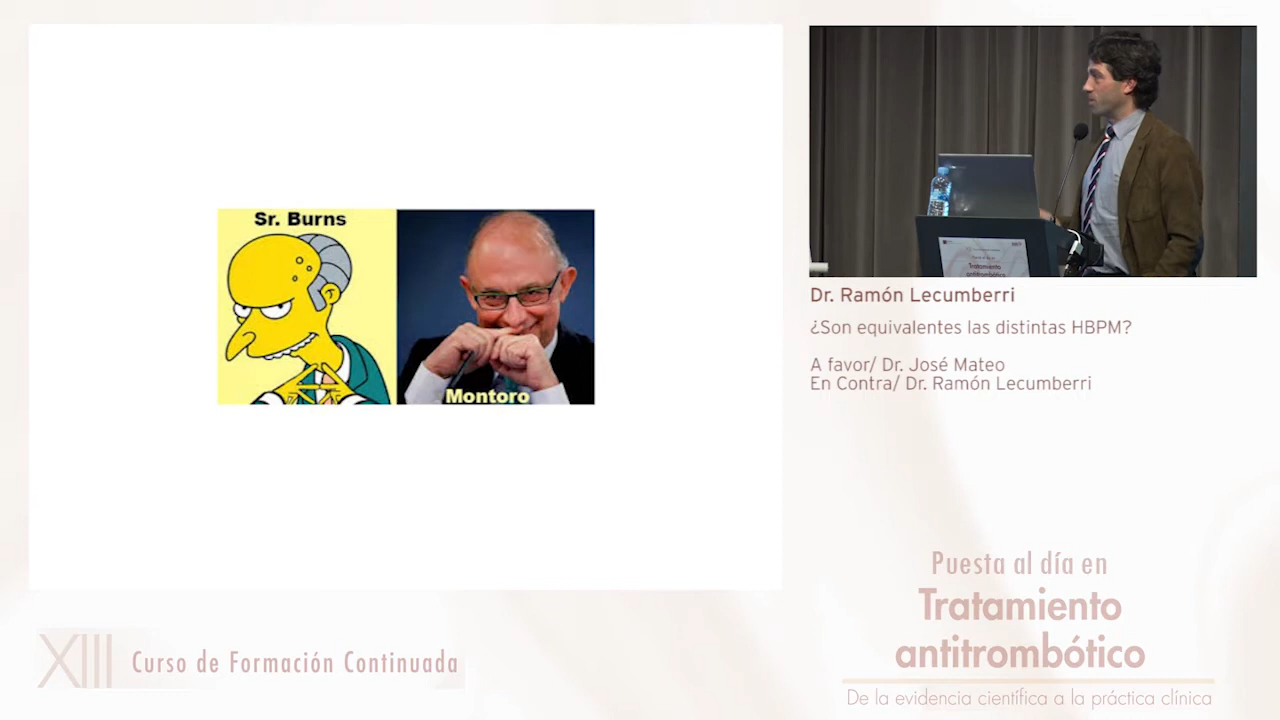 Sr. Burns
Montoro
Tratamiento
antitrombótico
Dr. Ramón Lecumberri
¿Son equivalentes las distintas HBPM?
A favor/ Dr. José Mateo
En Contra/ Dr. Ramón Lecumberri
Puesta al día en
Tratamiento
antitrombótico
De la evidencia científica a la práctica clínica
XIII Curso de Formación Continuada